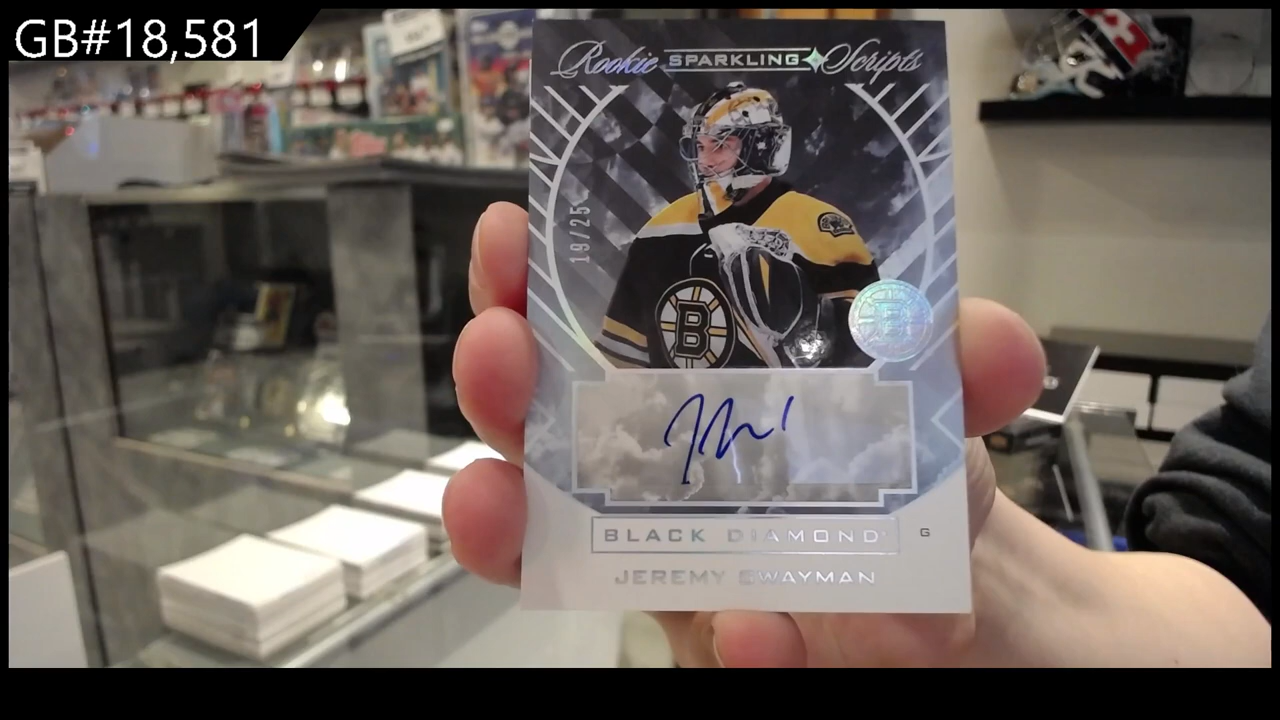 GB#18,581
Rookie SPARKLING Scripts
19/25
B
B
BLACK DIAMOND
G
JEREMY SWAYMAN